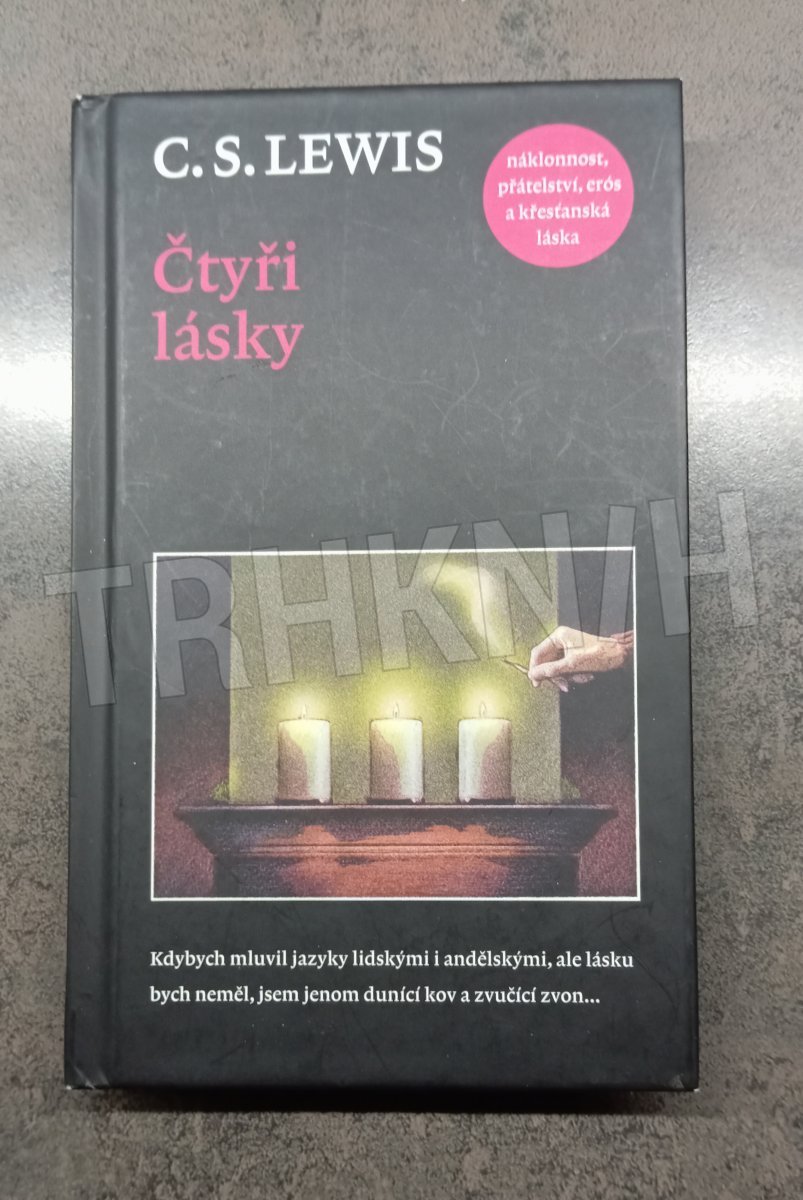 C. S. LEWIS
náklonnost,
přátelství, erós
a křesťanská
láska
Čtyři
lásky
TRHKNIH
Kdybych mluvil jazyky lidskými i andělskými, ale lásku
bych neměl, jsem jenom dunící kov a zvučící zvon...